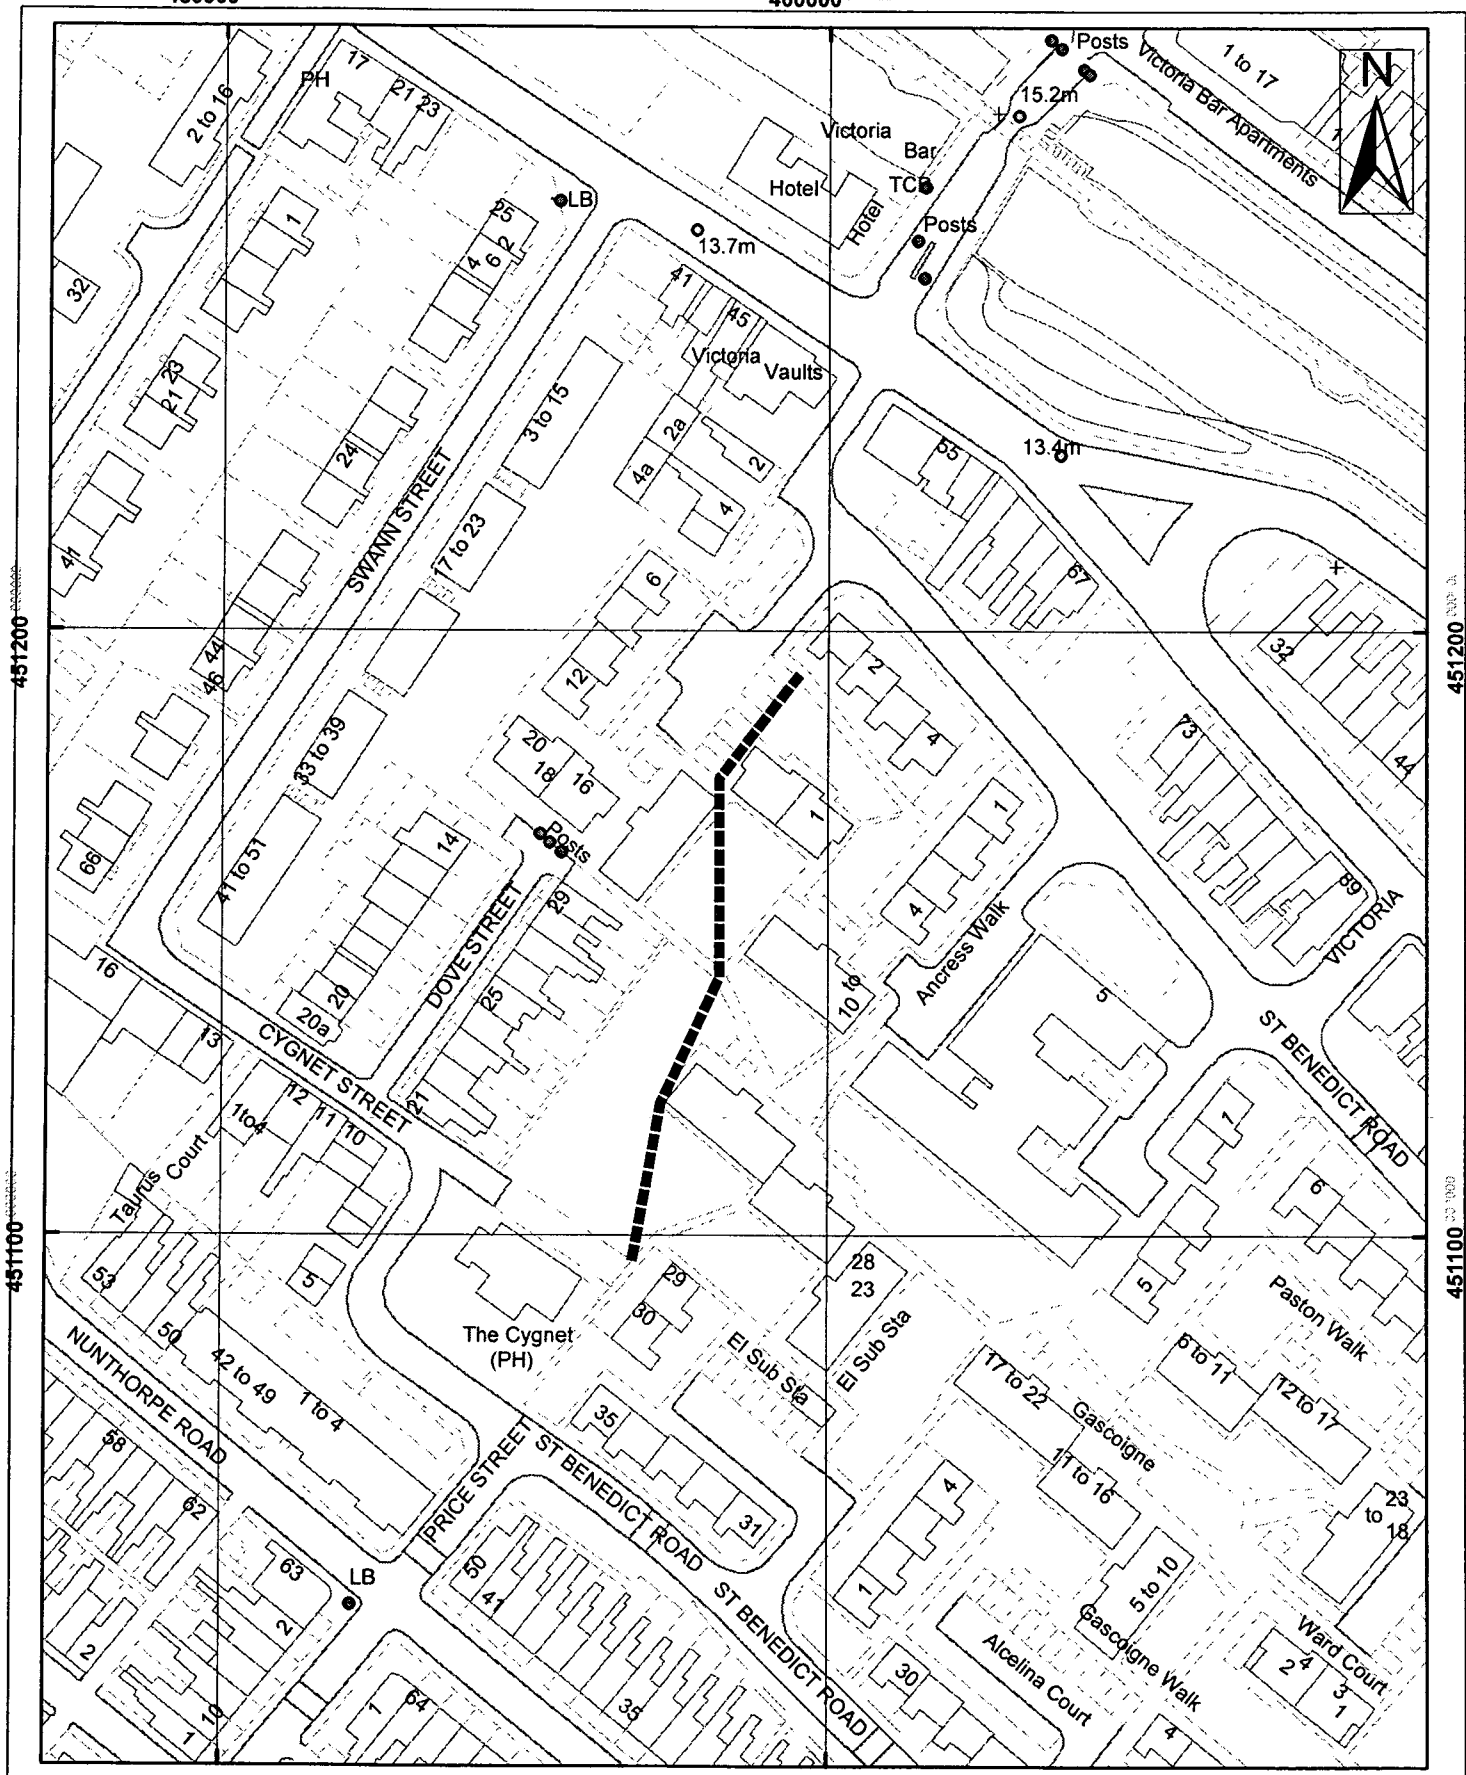 PH
17
21 23
2 to 16
Posts
15.2m
Victoria Bar Apartments
1 to 17
1
N
Victoria
Bar
Hotel
TCB
Hotel
Posts
LB
13.7m
1
25
2
4
6
32
41
45
Victoria
Vaults
23
21
3 to 15
2a
4a
2
4
24
55
13.4m
67
SWANN STREET
17 to 23
41
6
12
451200
451200
44
46
2
4
32
44
73
33 to 39
20
18
16
1
1
66
41 to 51
14
Posts
29
4
Ancress Walk
89
VICTORIA
16
DOVE STREET
25
20
20a
10 to
5
13
CYGNET STREET
21
ST BENEDICT ROAD
12
11
10
1to4
Taurus Court
1
6
451100
451100
53
5
50
28
23
29
30
5
Paston Walk
The Cygnet
(PH)
El Sub Sta
El Sub Sta
NUNTHORPE ROAD
42 to 49
1 to 4
17 to 22
6 to 11
12 to 17
35
Gascoigne
58
11 to 16
62
PRICE STREET
ST BENEDICT ROAD
31
4
23
to
18
63
LB
50
41
1
5 to 10
2
2
ST BENEDICT ROAD
Gascoigne Walk
Alcelina Court
Ward Court
2
4
3
1
30
1
10
1
64
35
4